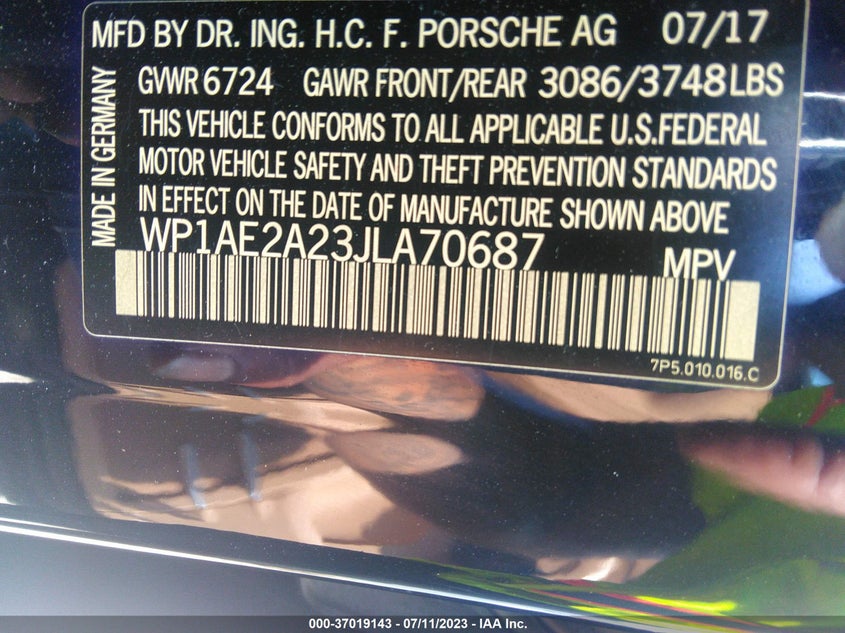 MFD BY DR. ING. H.C. F. PORSCHE AG 07/17
GVWR 6724 GAWR FRONT/REAR 3086/3748 LBS
THIS VEHICLE CONFORMS TO ALL APPLICABLE U.S.FEDERAL
MOTOR VEHICLE SAFETY AND THEFT PREVENTION STANDARDS
IN EFFECT ON THE DATE OF MANUFACTURE SHOWN ABOVE
MADE IN GERMANY
WP1AE2A23JLA70687 MPV
7P5.010.016.C
000-37019143 - 07/11/2023 - IAA Inc.